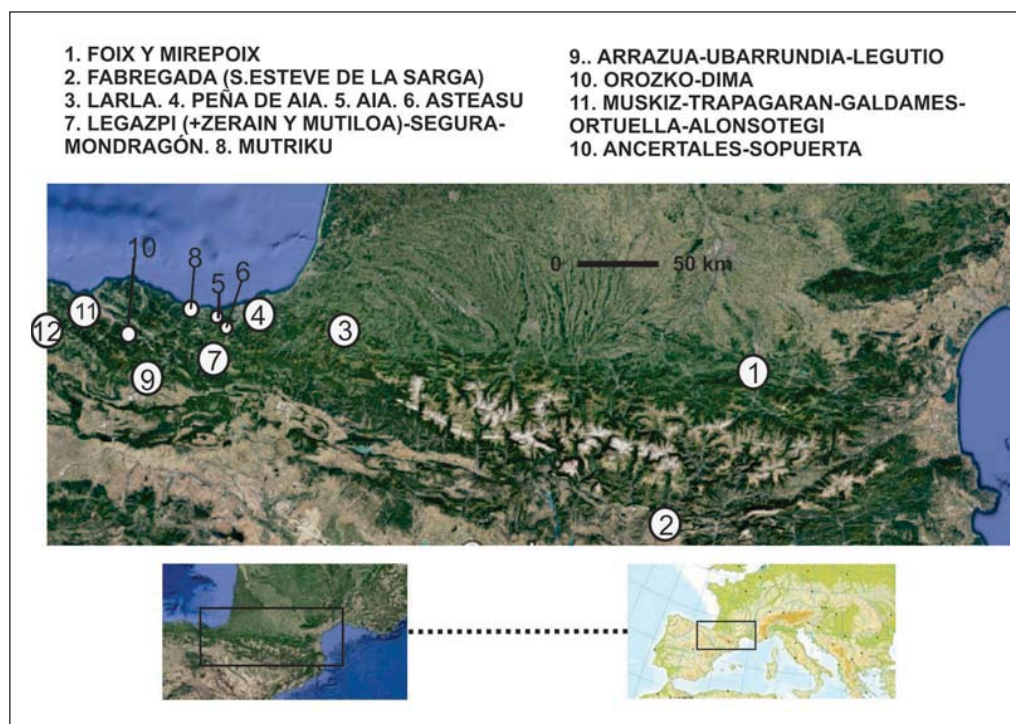 1. FOIX Y MIREPOIX
2. FABREGADA (S.ESTEVE DE LA SARGA)
3. LARLA. 4. PEÑA DE AIA. 5. AIA. 6. ASTEASU
7. LEGAZPI (+ZERAIN Y MUTILOA)-SEGURA-
MONDRAGÓN. 8. MUTRIKU
9.. ARRAZUA-UBARRUNDIA-LEGUTIO
10. OROZKO-DIMA
11. MUSKIZ-TRAPAGARAN-GALDAMES-
ORTUELLA-ALONSOTEGI
10. ANCERTALES-SOPUERTA
10
8
5
6
0 50 km
11
4
12
3
7
9
1
2